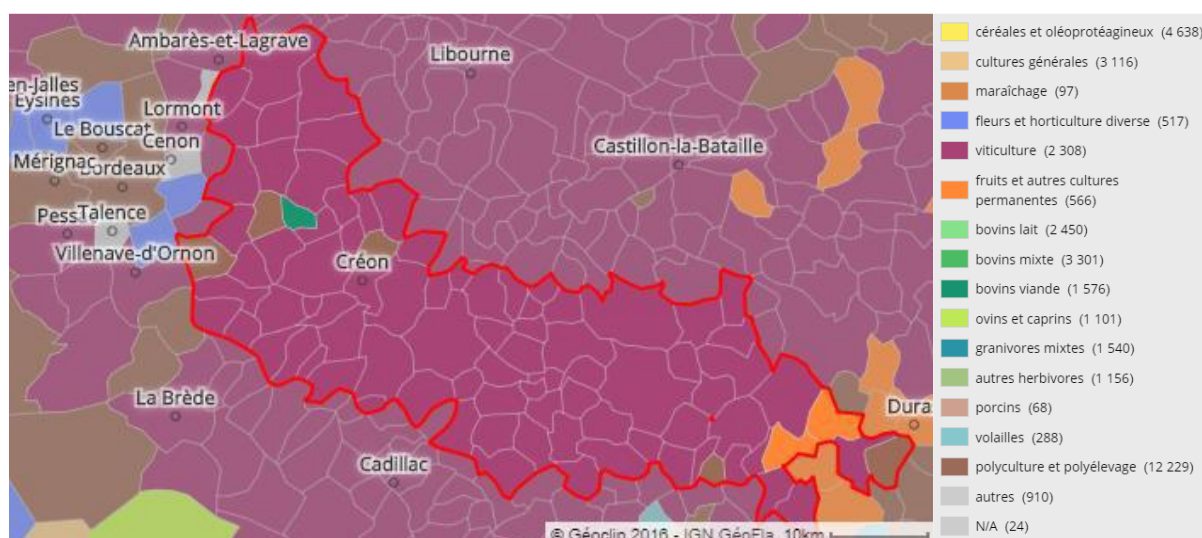 Ambarès-et-Lagrave
Libourne
en-Jalles
Eysines
Lormont
Le Bouscat
Cenon
Castillon-la-Bataille
Mérignac
Bordeaux
Pess
Talence
Villenave-d'Ornon
Créon
La Brède
Dura
Cadillac
© Géoclip 2016 - IGN GéoFla 10km
céréales et oléoprotéagineux (4 638)
cultures générales (3 116)
maraîchage (97)
fleurs et horticulture diverse (517)
viticulture (2 308)
fruits et autres cultures
permanentes (566)
bovins lait (2 450)
bovins mixte (3 301)
bovins viande (1 576)
ovins et caprins (1 101)
granivores mixtes (1 540)
autres herbivores (1 156)
porcins (68)
volailles (288)
polyculture et polyélevage (12 229)
autres (910)
N/A (24)